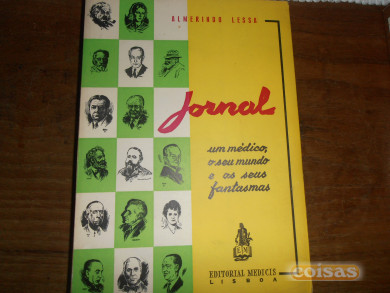 ALMERINDO LESSA
Jornal
um médico,
o seu mundo
e os seus
fantasmas
EDITORIAL MEDICIS
LISBOA
coisas